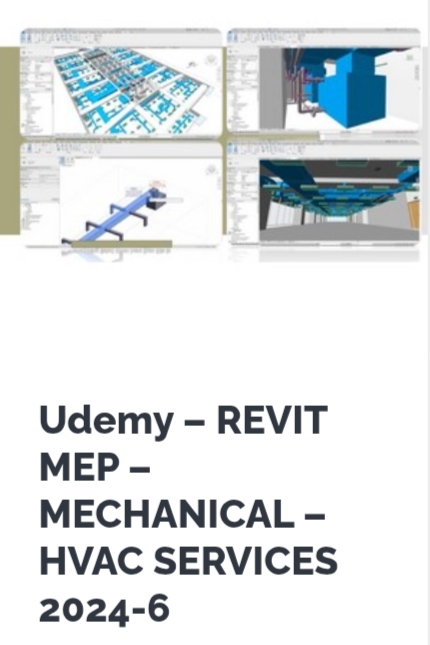 Udemy – REVIT
MEP –
MECHANICAL –
HVAC SERVICES
2024-6